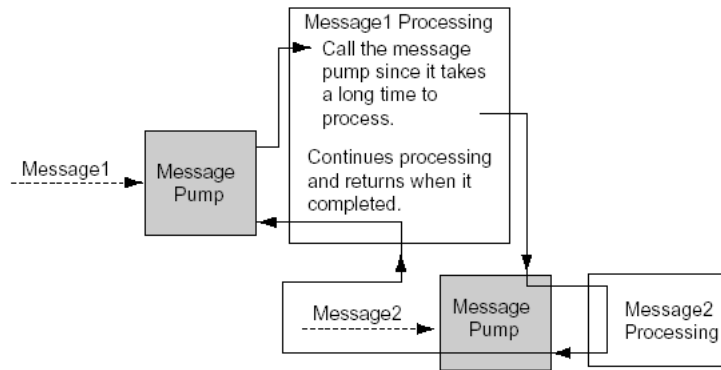 Message1 Processing
Call the message
pump since it takes
a long time to
process.
Continues processing
and returns when it
completed.
Message1
Message
Pump
Message2
Message
Pump
Message2
Processing